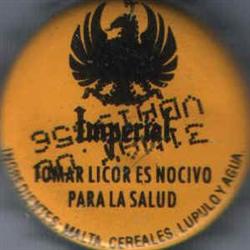 Imperial
TOMAR LICOR ES NOCIVO
PARA LA SALUD
INGREDIENTES: MALTA, CEREALES, LUPULO Y AGUA.